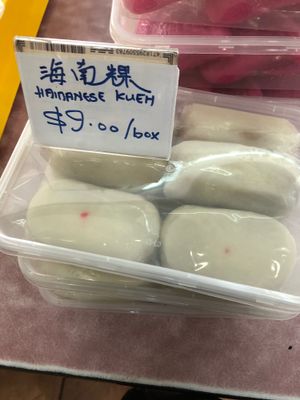 海南粿
HAINANESE KUEH
$9.00/box